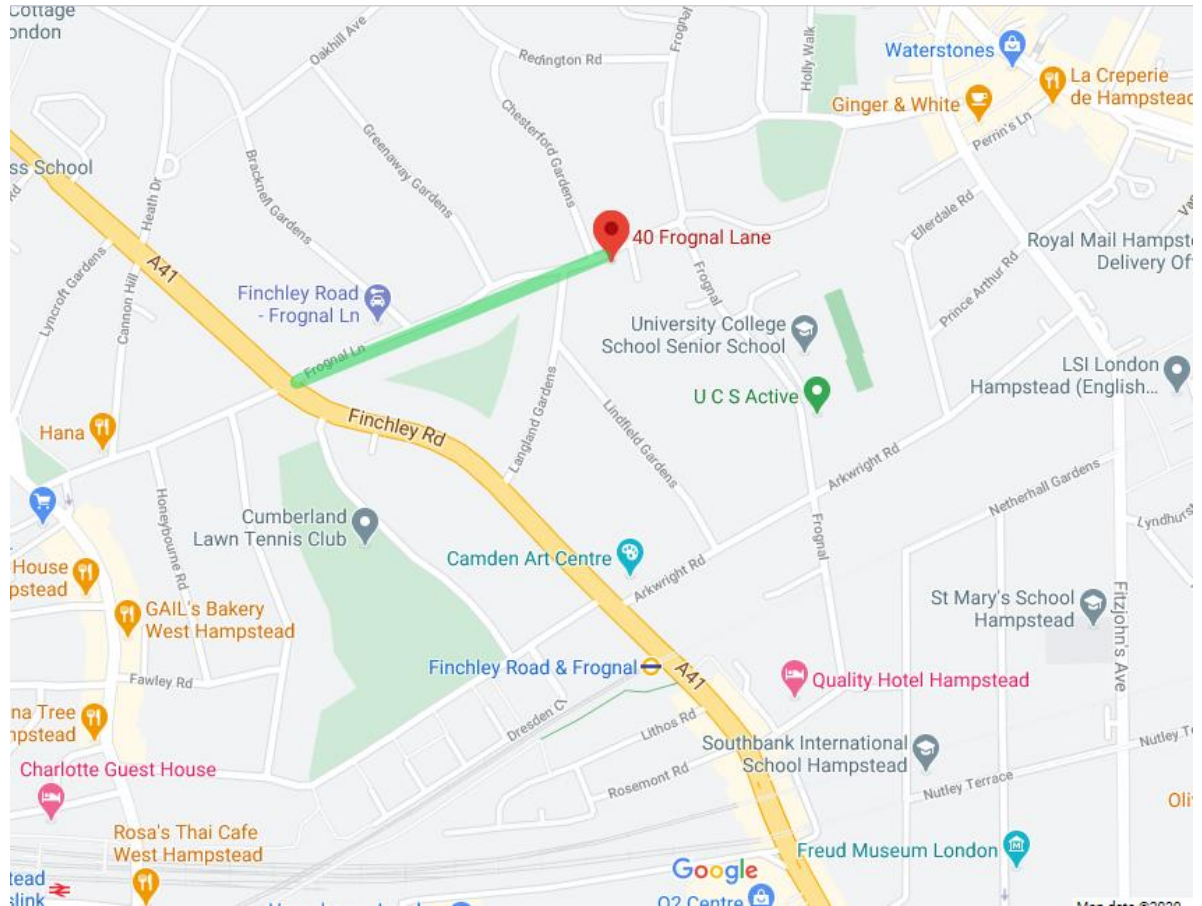 Cottage
London
Oakhill Ave
Redington Rd
Frognal
Holly Walk
Waterstones
La Creperie
de Hampstead
Ginger & White
Perrin's Ln
Chesterford Gardens
Greenaway Gardens
Bracknell Gardens
ss School
Heath Dr
Rd
A41
Lyncroft Gardens
Cannon Hill
Finchley Road
- Frognal Ln
40 Frognal Lane
Frognal
Ellerdale Rd
Royal Mail Hampste
Delivery Of
Prince Arthur Rd
University College
School Senior School
LSI London
Hampstead (English...
U C S Active
Frognal Ln
Finchley Rd
Hana
Langland Gardens
Lindfield Gardens
Arkwright Rd
Netherhall Gardens
Honeybourne Rd
Cumberland
Lawn Tennis Club
Camden Art Centre
Arkwright Rd
Frognal
Lyndhurst
House
mpstead
GAIL's Bakery
West Hampstead
St Mary's School
Hampstead
Fitzjohn's Ave
Finchley Road & Frognal
A41
Quality Hotel Hampstead
Fawley Rd
na Tree
mpstead
Dresden Cl
Lithos Rd
Southbank International
School Hampstead
Nutley Te
Charlotte Guest House
Rosemont Rd
Nutley Terrace
Oli
Rosa's Thai Cafe
West Hampstead
Google
Freud Museum London
tead
slink
O2 Centre
Map data ©2020